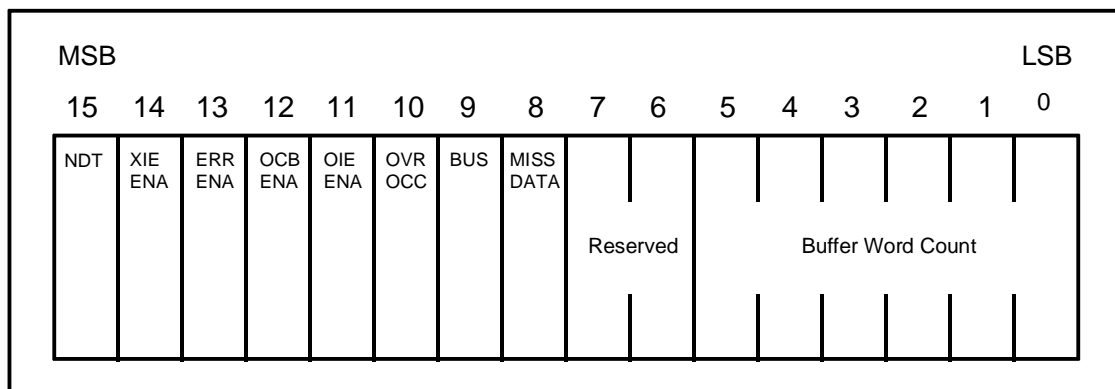 MSB LSB
15 14 13 12 11 10 9 8 7 6 5 4 3 2 1 0
NDT XIE ERR OCB OIE OVR BUS MISS
ENA ENA ENA ENA OCC DATA
Reserved Buffer Word Count